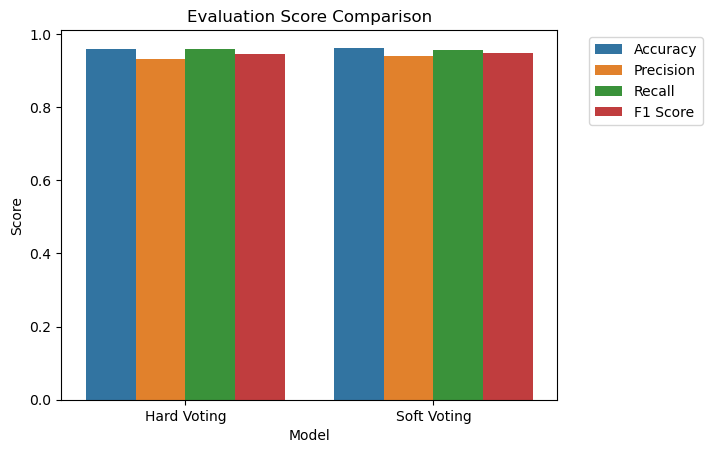 Evaluation Score Comparison
1.0
0.8
0.6
0.4
0.2
0.0
Score
Hard Voting
Soft Voting
Model
Accuracy
Precision
Recall
F1 Score